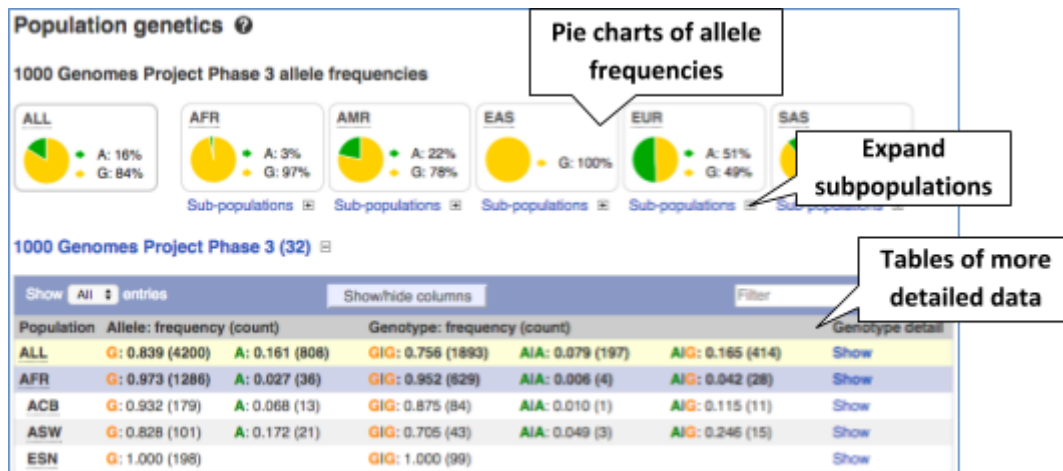 Population genetics ?
Pie charts of allele
frequencies
1000 Genomes Project Phase 3 allele frequencies
ALL
A: 16%
G: 84%
AFR
A: 3%
G: 97%
AMR
A: 22%
G: 78%
EAS
G: 100%
EUR
A: 51%
G: 49%
SAS
Expand
subpopulations
Sub-populations Sub-populations Sub-populations Sub-populations Sub-populations
1000 Genomes Project Phase 3 (32)
Tables of more
detailed data
Show All entries Show/hide columns Filter
Population Allele: frequency (count) Genotype: frequency (count) Genotype detail
ALL G: 0.839 (4200) A: 0.161 (808) G|G: 0.756 (1893) A|A: 0.079 (197) A|G: 0.165 (414) Show
AFR G: 0.973 (1286) A: 0.027 (36) G|G: 0.952 (629) A|A: 0.006 (4) A|G: 0.042 (28) Show
ACB G: 0.932 (179) A: 0.068 (13) G|G: 0.875 (84) A|A: 0.010 (1) A|G: 0.115 (11) Show
ASW G: 0.828 (101) A: 0.172 (21) G|G: 0.705 (43) A|A: 0.049 (3) A|G: 0.246 (15) Show
ESN G: 1.000 (198) G|G: 1.000 (99) Show